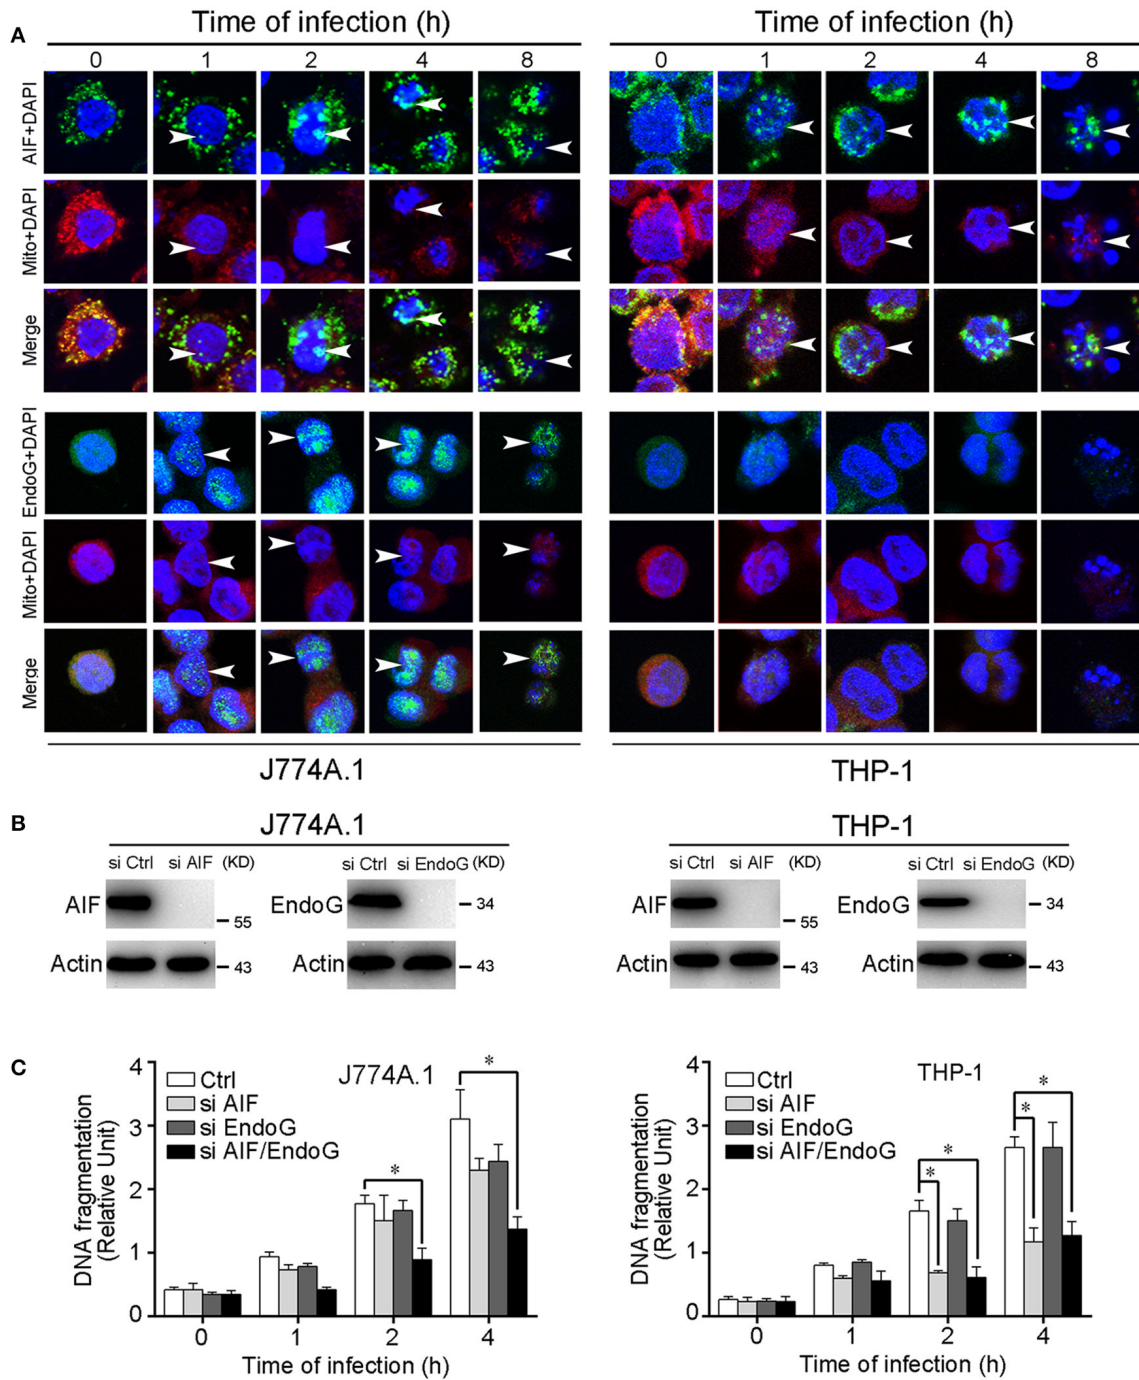 A
Time of infection (h)
Time of infection (h)
0 1 2 4 8
0 1 2 4 8
AIF+DAPI
Mito+DAPI
Merge
EndoG+DAPI
Mito+DAPI
Merge
J774A.1
THP-1
B
J774A.1
THP-1
si Ctrl si AIF (KD)
si Ctrl si EndoG (KD)
si Ctrl si AIF (KD)
si Ctrl si EndoG (KD)
AIF
55
EndoG
34
AIF
55
EndoG
34
Actin
43
Actin
43
Actin
43
Actin
43
C
J774A.1
Ctrl
si AIF
si EndoG
si AIF/EndoG
* *
DNA fragmentation
(Relative Unit)
4
3
2
1
0
0 1 2 4
Time of infection (h)
THP-1
Ctrl
si AIF
si EndoG
si AIF/EndoG
* * * *
DNA fragmentation
(Relative Unit)
4
3
2
1
0
0 1 2 4
Time of infection (h)